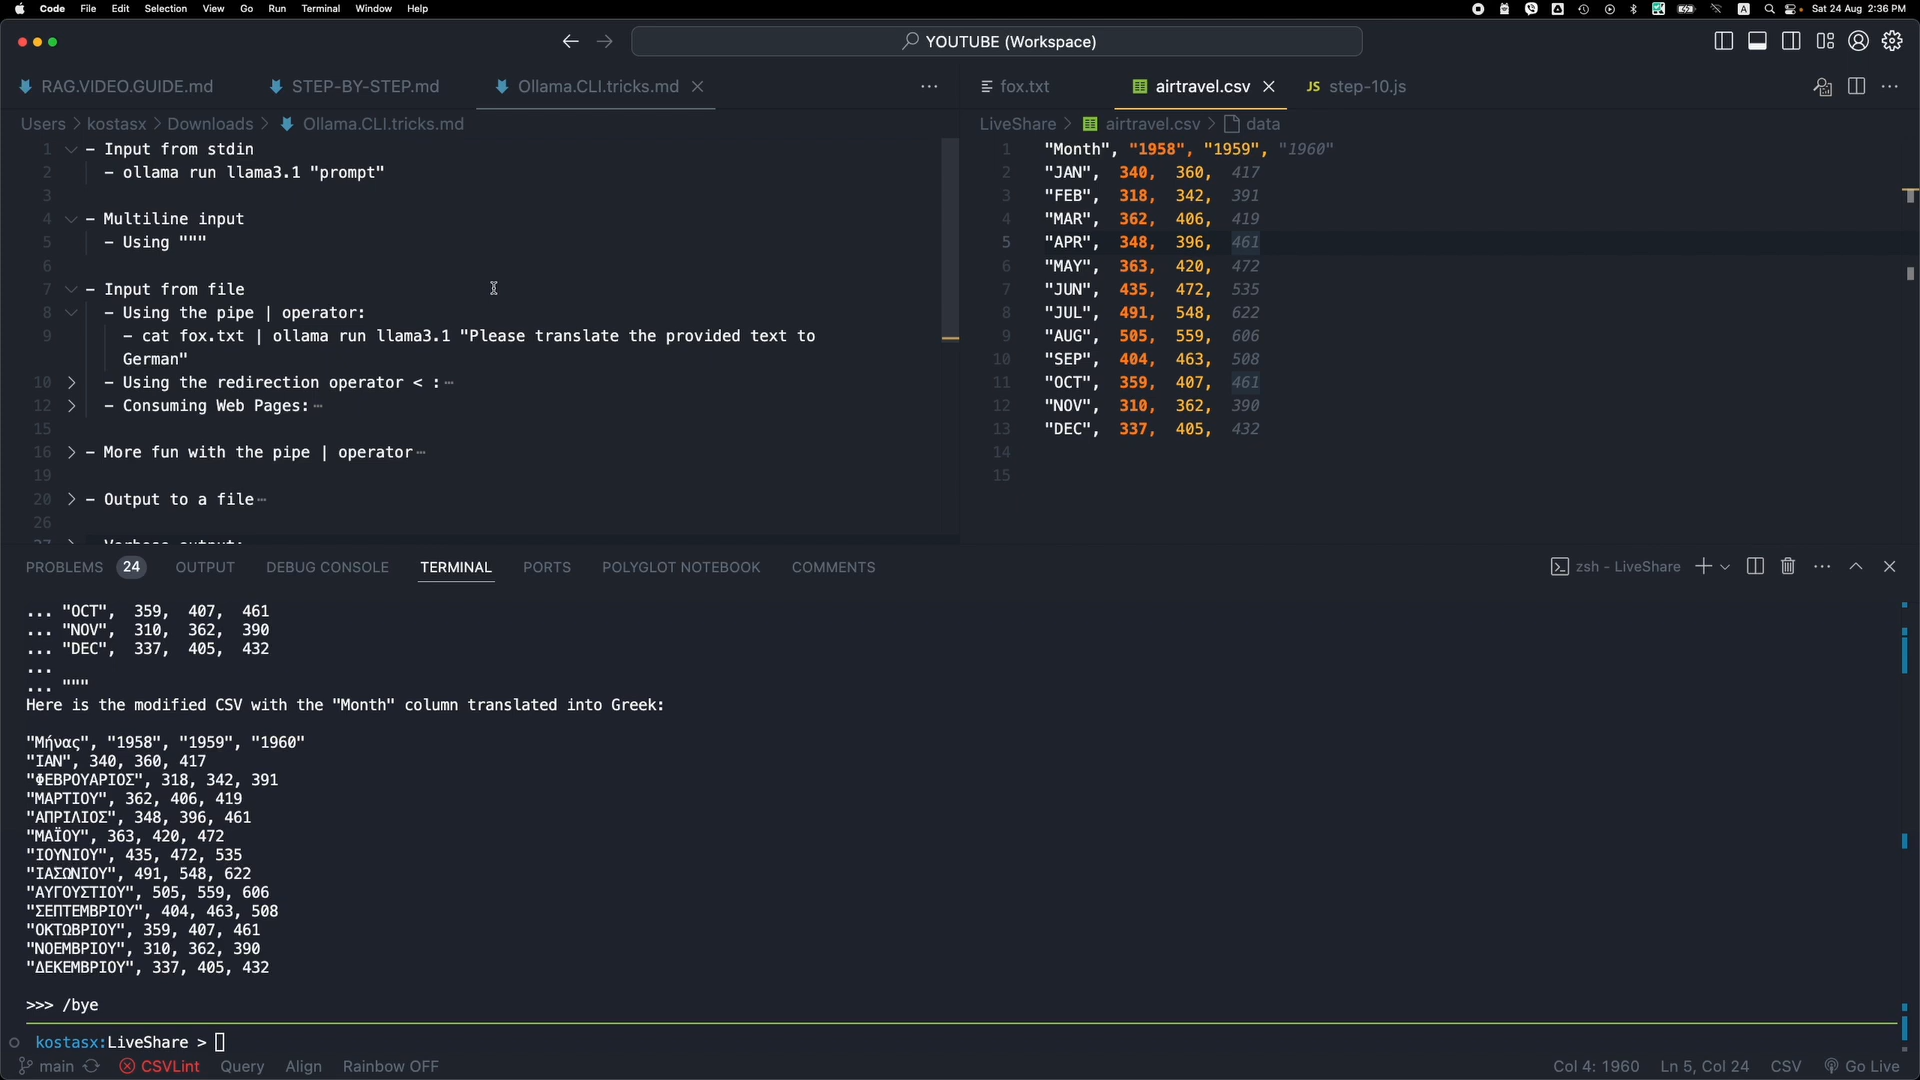 Code File Edit Selection View Go Run Terminal Window Help
Sat 24 Aug 2:36 PM
YOUTUBE (Workspace)
RAG.VIDEO.GUIDE.md STEP-BY-STEP.md Ollama.CLI.tricks.md
Users > kostasx > Downloads > Ollama.CLI.tricks.md
1 - Input from stdin
2 - ollama run llama3.1 "prompt"
3
4 - Multiline input
5 - Using """
6
7 - Input from file
8 - Using the pipe | operator:
9 - cat fox.txt | ollama run llama3.1 "Please translate the provided text to
German"
10 - Using the redirection operator < :
12 - Consuming Web Pages:
15
16 - More fun with the pipe | operator
19
20 - Output to a file
26
27 - Verbose output:
fox.txt airtravel.csv JS step-10.js
LiveShare > airtravel.csv > data
1 "Month", "1958", "1959", "1960"
2 "JAN", 340, 360, 417
3 "FEB", 318, 342, 391
4 "MAR", 362, 406, 419
5 "APR", 348, 396, 461
6 "MAY", 363, 420, 472
7 "JUN", 435, 472, 535
8 "JUL", 491, 548, 622
9 "AUG", 505, 559, 606
10 "SEP", 404, 463, 508
11 "OCT", 359, 407, 461
12 "NOV", 310, 362, 390
13 "DEC", 337, 405, 432
14
15
PROBLEMS 24 OUTPUT DEBUG CONSOLE TERMINAL PORTS POLYGLOT NOTEBOOK COMMENTS
zsh - LiveShare
... "OCT", 359, 407, 461
... "NOV", 310, 362, 390
... "DEC", 337, 405, 432
...
... """
Here is the modified CSV with the "Month" column translated into Greek:
"Μήνας", "1958", "1959", "1960"
"ΙΑΝ", 340, 360, 417
"ΦΕΒΡΟΥΑΡΙΟΣ", 318, 342, 391
"ΜΑΡΤΙΟΥ", 362, 406, 419
"ΑΠΡΙΛΙΟΣ", 348, 396, 461
"ΜΑΪΟΥ", 363, 420, 472
"ΙΟΥΝΙΟΥ", 435, 472, 535
"ΙΑΣΩΝΙΟΥ", 491, 548, 622
"ΑΥΓΟΥΣΤΙΟΥ", 505, 559, 606
"ΣΕΠΤΕΜΒΡΙΟΥ", 404, 463, 508
"ΟΚΤΩΒΡΙΟΥ", 359, 407, 461
"ΝΟΕΜΒΡΙΟΥ", 310, 362, 390
"ΔΕΚΕΜΒΡΙΟΥ", 337, 405, 432
>>> /bye
kostasx:LiveShare >
main CSVLint Query Align Rainbow OFF
Col 4: 1960 Ln 5, Col 24 CSV Go Live